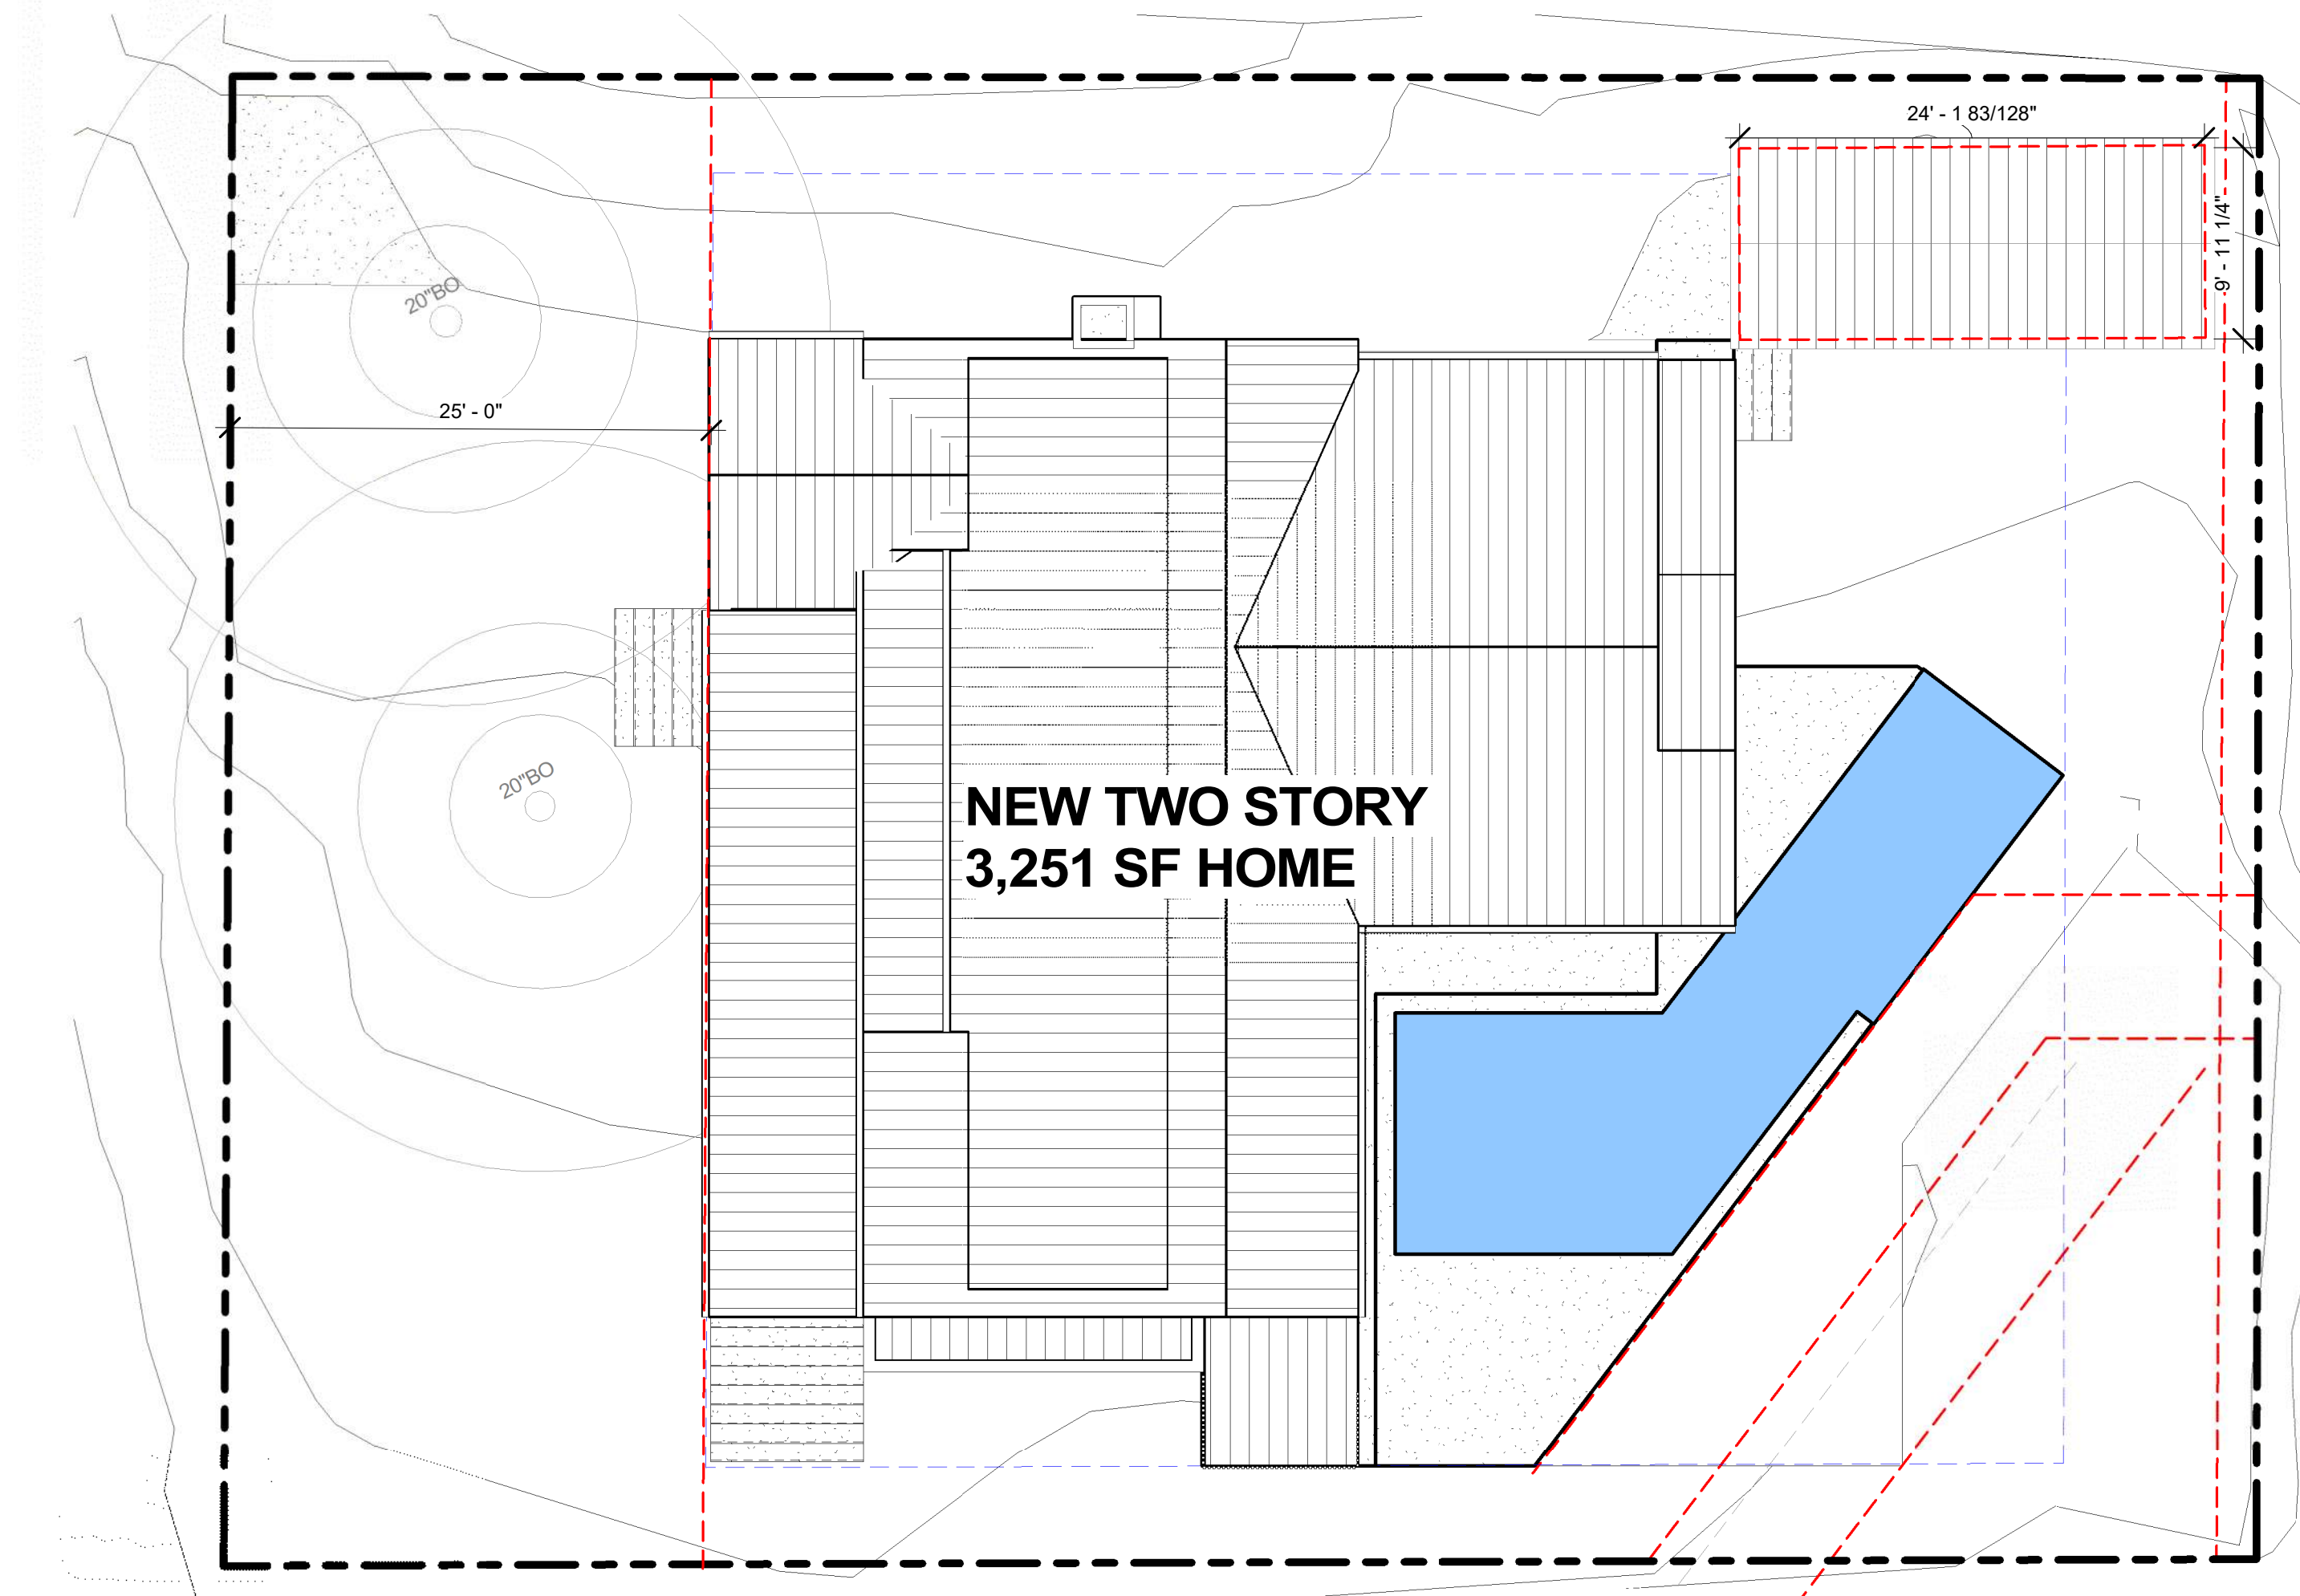 24' - 1 83/128"
9' - 11 1/4"
20"BO
25' - 0"
20"BO
NEW TWO STORY
3,251 SF HOME